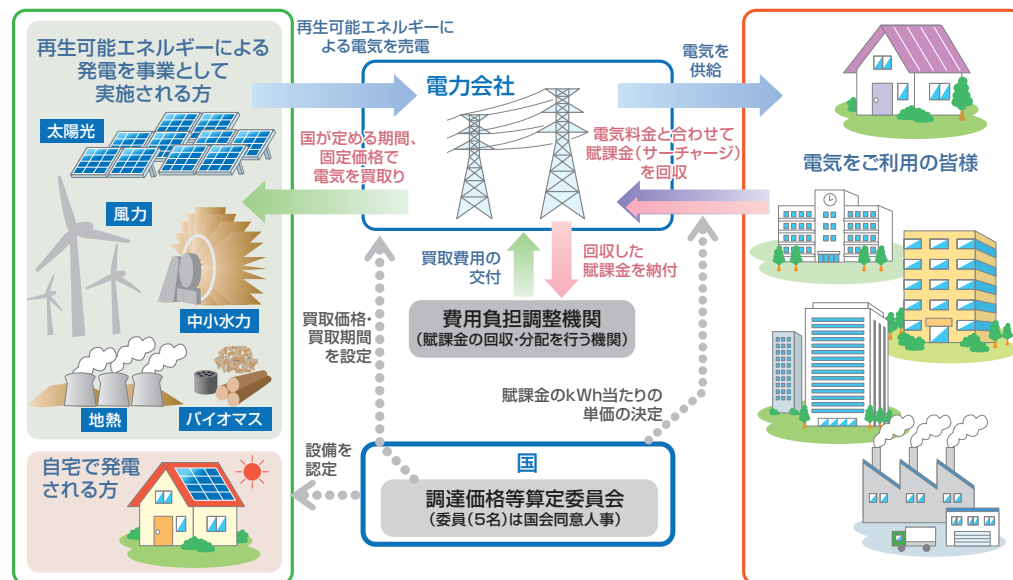 再生可能エネルギーによる
発電を事業として
実施される方
太陽光
風力
中小水力
地熱
バイオマス
自宅で発電
される方
再生可能エネルギーに
よる電気を売電
電力会社
国が定める期間、
固定価格で
電気を買取り
電気を
供給
電気料金と合わせて
賦課金(サーチャージ)
を回収
電気をご利用の皆様
買取費用の
交付
回収した
賦課金を納付
費用負担調整機関
(賦課金の回収・分配を行う機関)
買取価格・
買取期間
を設定
賦課金のkWh当たりの
単価の決定
設備を
認定
国
調達価格等算定委員会
(委員(5名)は国会同意人事)